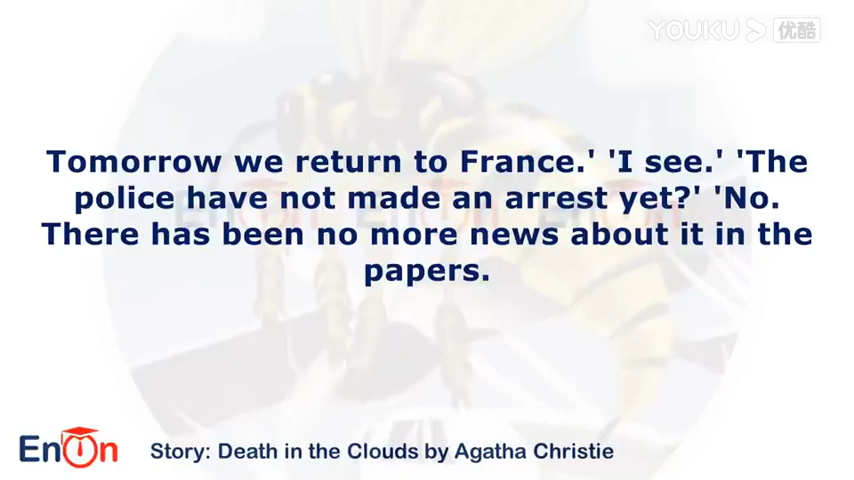 YOUKU 优酷
Tomorrow we return to France.' 'I see.' 'The
police have not made an arrest yet?' 'No.
There has been no more news about it in the
papers.
EnOn
Story: Death in the Clouds by Agatha Christie